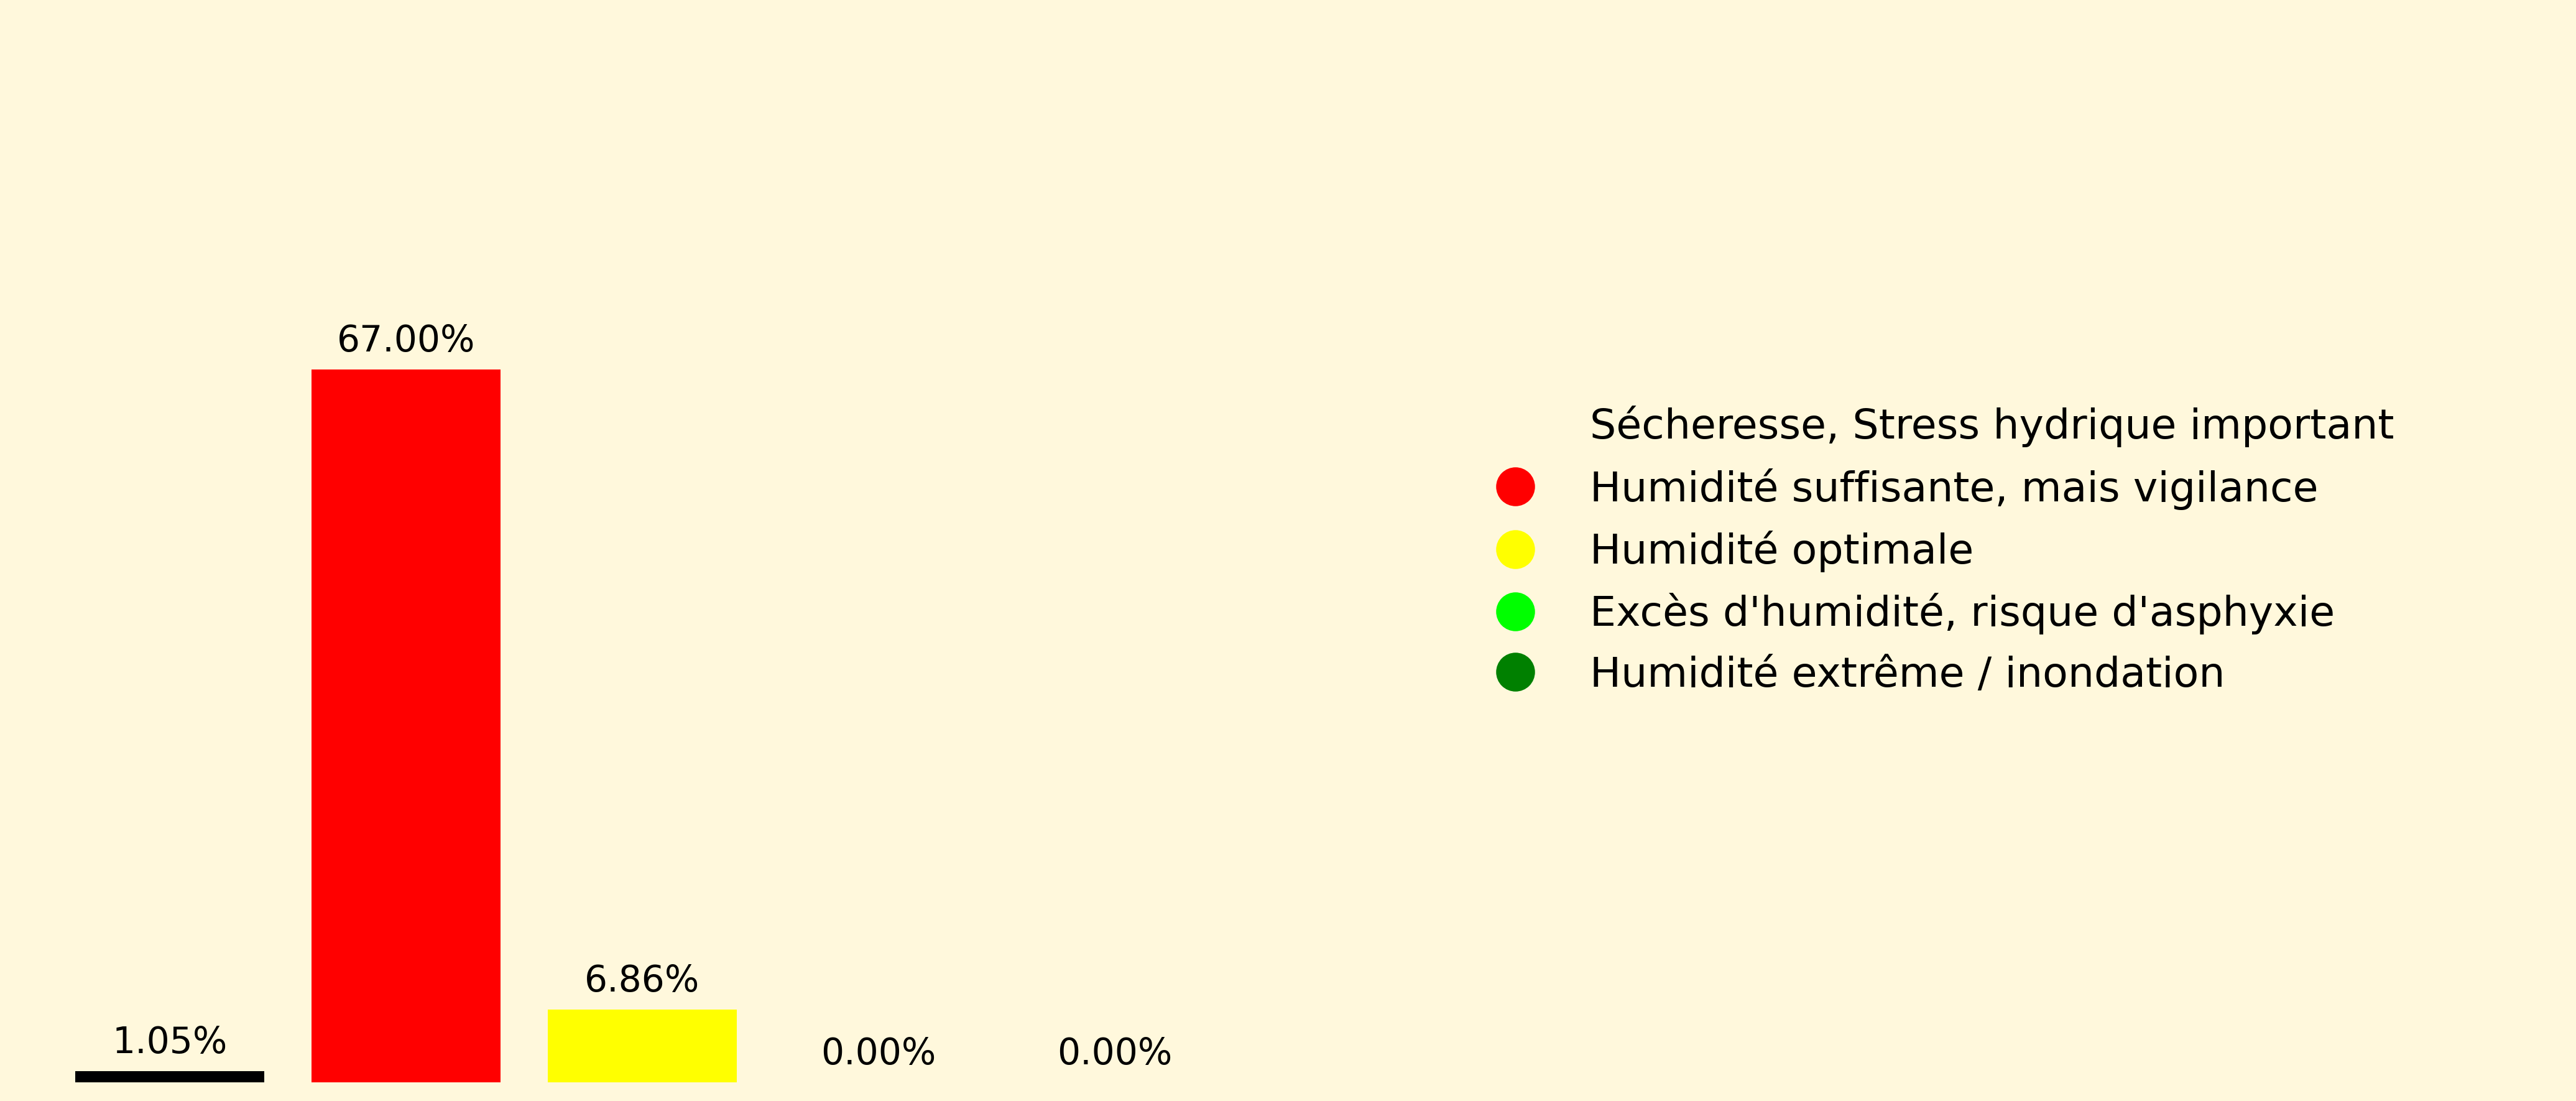 67.00%
6.86%
1.05%
0.00%
0.00%
Sécheresse, Stress hydrique important
Humidité suffisante, mais vigilance
Humidité optimale
Excès d'humidité, risque d'asphyxie
Humidité extrême / inondation